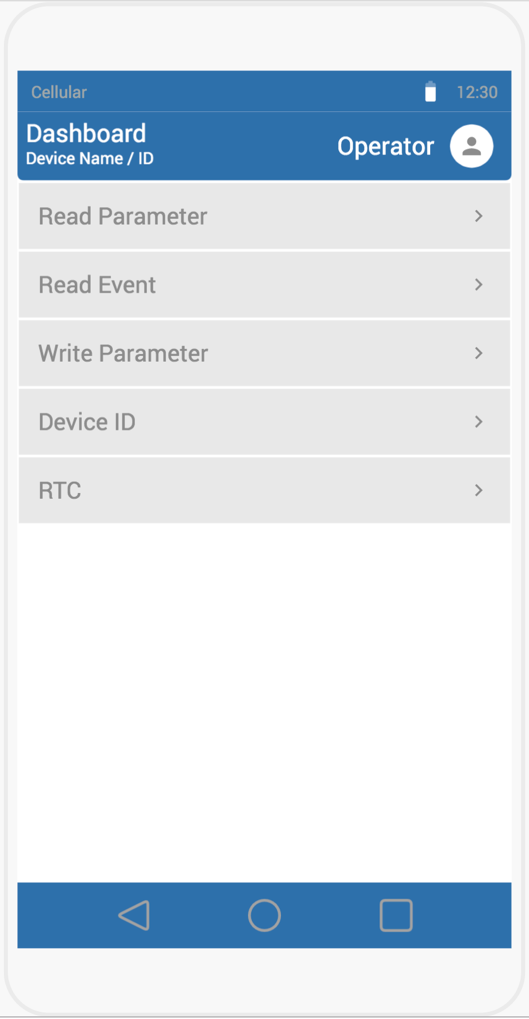 Cellular 12:30
Dashboard
Operator
Device Name / ID
Read Parameter
Read Event
Write Parameter
Device ID
RTC